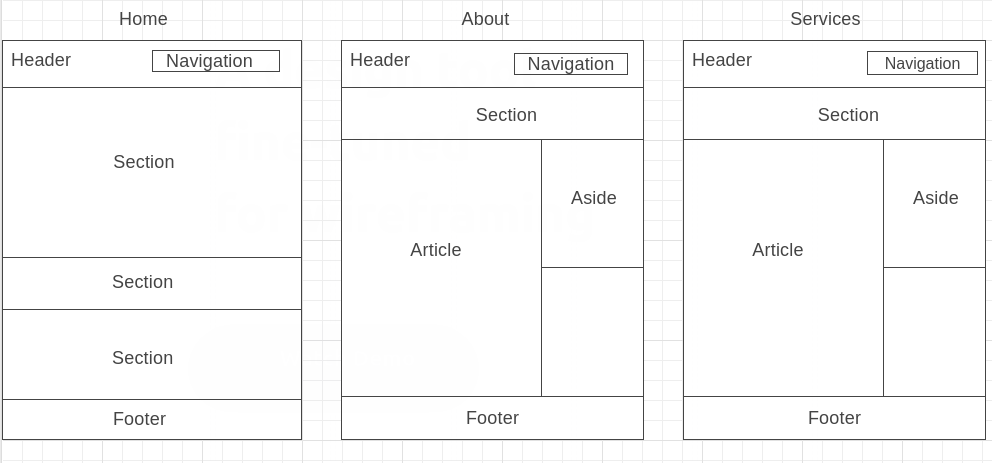 Home
Header
Navigation
Section
Section
Section
Footer
About
Header
Navigation
Section
Article
Aside
Footer
Services
Header
Navigation
Section
Article
Aside
Footer